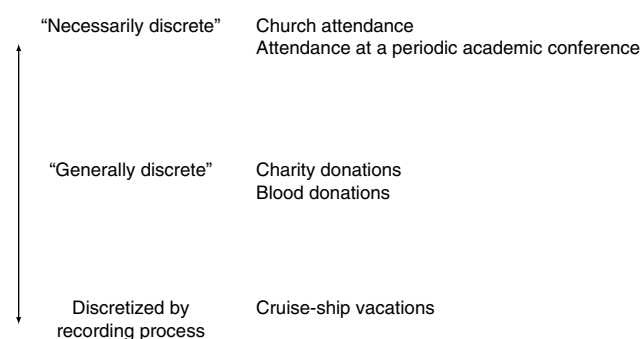 “Necessarily discrete” Church attendance
Attendance at a periodic academic conference
“Generally discrete” Charity donations
Blood donations
Discretized by Cruise-ship vacations
recording process